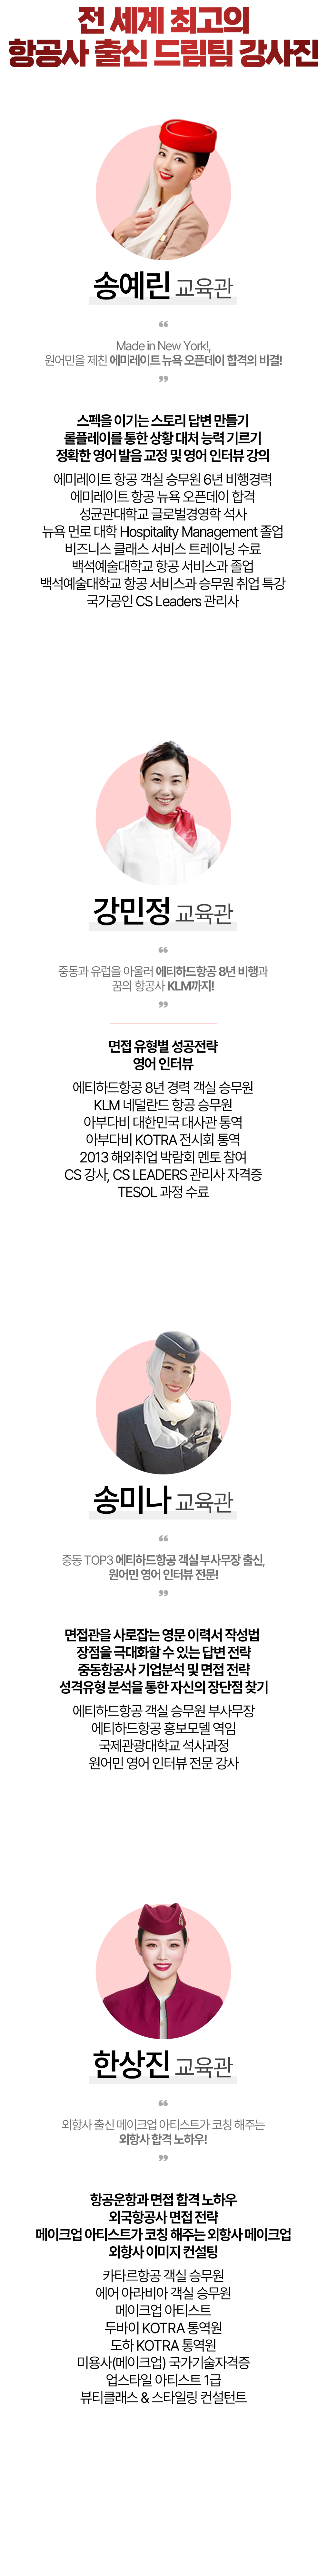 전 세계 최고의
항공사 출신 드림팀 강사진
송예린 교육관
“
Made in New York!,
원어민을 제친 에미레이트 뉴욕 오픈데이 합격의 비결!
”
스펙을 이기는 스토리 답변 만들기
롤플레이를 통한 상황 대처 능력 기르기
정확한 영어 발음 교정 및 영어 인터뷰 강의
에미레이트 항공 객실 승무원 6년 비행경력
에미레이트 항공 뉴욕 오픈데이 합격
성균관대학교 글로벌경영학 석사
뉴욕 먼로 대학 Hospitality Management 졸업
비즈니스 클래스 서비스 트레이닝 수료
백석예술대학교 항공 서비스과 졸업
백석예술대학교 항공 서비스과 승무원 취업 특강
국가공인 CS Leaders 관리사
강민정 교육관
“
중동과 유럽을 아울러 에티하드항공 8년 비행과
꿈의 항공사 KLM까지!
”
면접 유형별 성공전략
영어 인터뷰
에티하드항공 8년 경력 객실 승무원
KLM 네덜란드 항공 승무원
아부다비 대한민국 대사관 통역
아부다비 KOTRA 전시회 통역
2013 해외취업 박람회 멘토 참여
CS 강사, CS LEADERS 관리사 자격증
TESOL 과정 수료
송미나 교육관
“
중동 TOP3 에티하드항공 객실 부사무장 출신,
원어민 영어 인터뷰 전문!
”
면접관을 사로잡는 영문 이력서 작성법
장점을 극대화할 수 있는 답변 전략
중동항공사 기업분석 및 면접 전략
성격유형 분석을 통한 자신의 장단점 찾기
에티하드항공 객실 승무원 부사무장
에티하드항공 홍보모델 역임
국제관광대학교 석사과정
원어민 영어 인터뷰 전문 강사
한상진 교육관
“
외항사 출신 메이크업 아티스트가 코칭 해주는
외항사 합격 노하우!
”
항공운항과 면접 합격 노하우
외국항공사 면접 전략
메이크업 아티스트가 코칭 해주는 외항사 메이크업
외항사 이미지 컨설팅
카타르항공 객실 승무원
에어 아라비아 객실 승무원
메이크업 아티스트
두바이 KOTRA 통역원
도하 KOTRA 통역원
미용사(메이크업) 국가기술자격증
업스타일 아티스트 1급
뷰티클래스 & 스타일링 컨설턴트